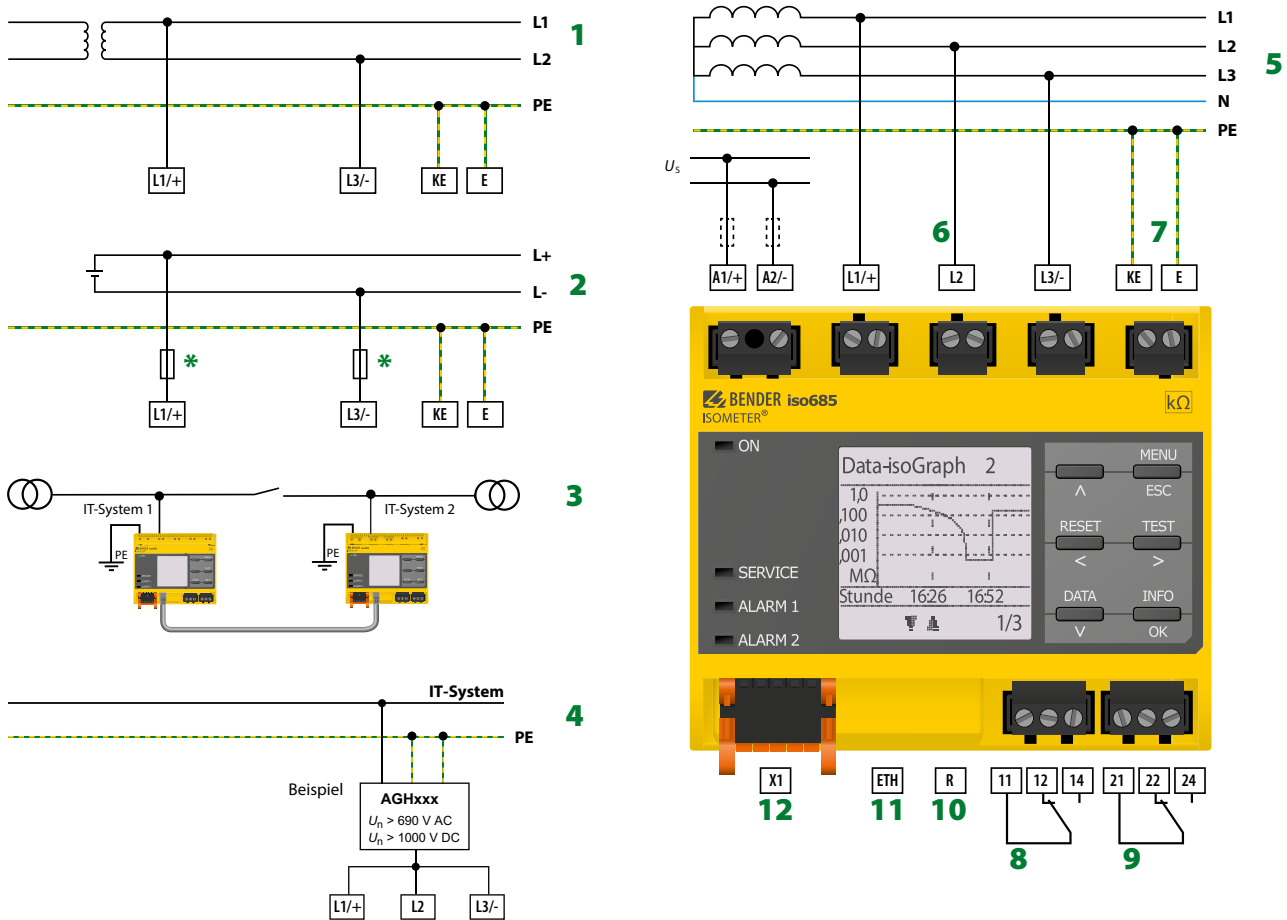 L1
1
L2
PE
L1/+
L3/-
KE
E
L+
2
L-
PE
*
*
L1/+
L3/-
KE
E
3
IT-System 1
IT-System 2
PE
PE
IT-System
4
PE
Beispiel
AGHxxx
Un > 690 V AC
Un > 1000 V DC
L1/+
L2
L3/-
L1
L2
5
L3
N
PE
Us
6
7
A1/+
A2/-
L1/+
L2
L3/-
KE
E
BENDER iso685
ISOMETER®
kΩ
ON
SERVICE
ALARM 1
ALARM 2
Data-isoGraph 2
1,0
,100
,010
,001
MΩ
Stunde 16:26 16:52
1/3
MENU
Λ
ESC
RESET
TEST
<
>
DATA
INFO
V
OK
X1
ETH
R
11
12
14
21
22
24
12
11
10
8
9